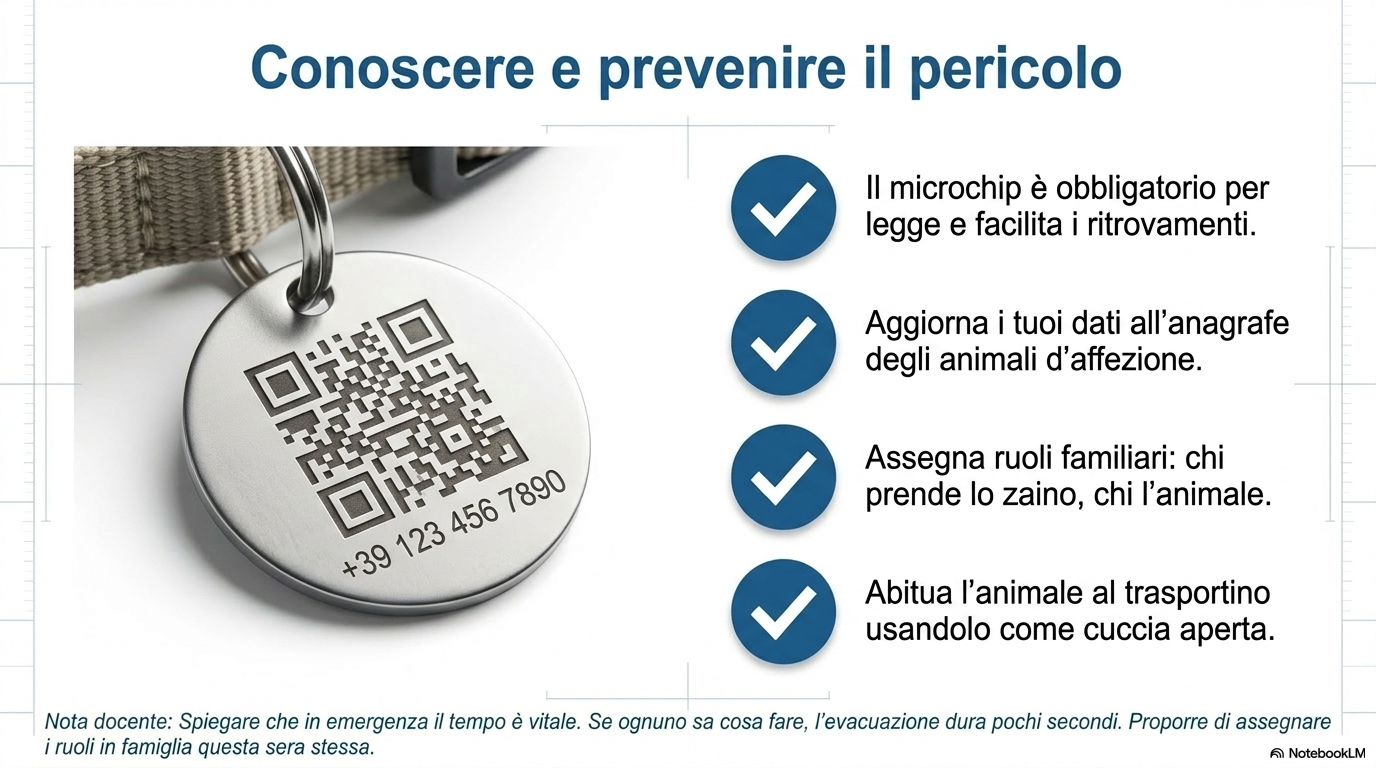 Conoscere e prevenire il pericolo
+39 123 456 7890
Il microchip è obbligatorio per
legge e facilita i ritrovamenti.
Aggiorna i tuoi dati all’anagrafe
degli animali d’affezione.
Assegna ruoli familiari: chi
prende lo zaino, chi l’animale.
Abitua l’animale al trasportino
usandolo come cuccia aperta.
Nota docente: Spiegare che in emergenza il tempo è vitale. Se ognuno sa cosa fare, l’evacuazione dura pochi secondi. Proporre di assegnare
i ruoli in famiglia questa sera stessa.
NotebookLM